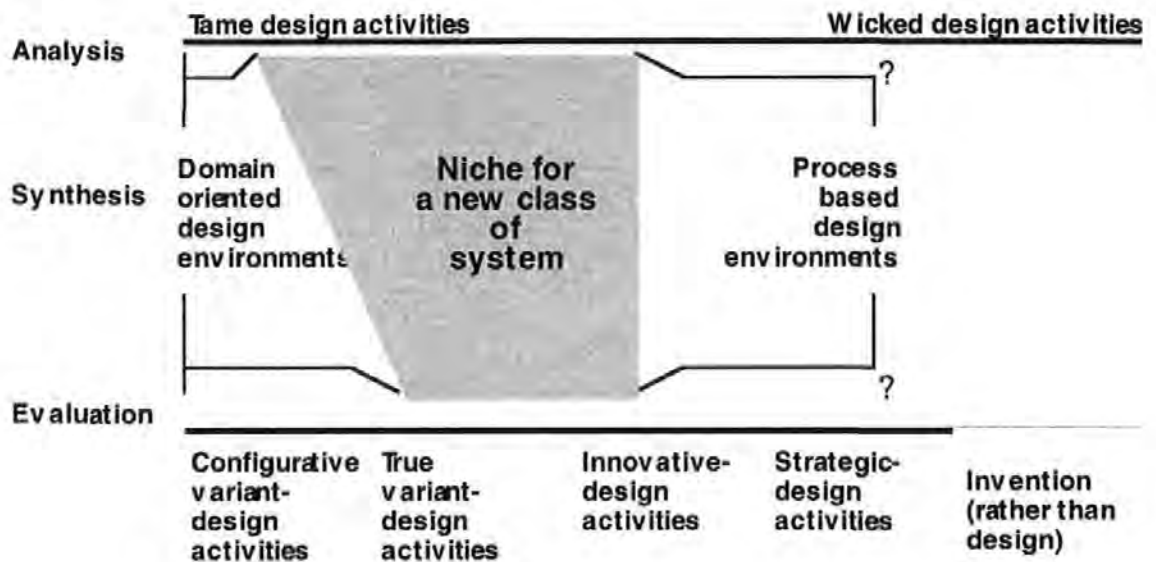 Tame design activities
Wicked design activities
Analysis
?
Synthesis
Domain
oriented
design
environments
Niche for
a new class
of
system
Process
based
design
environments
?
Evaluation
Configurative
variant-
design
activities
True
variant-
design
activities
Innovative-
design
activities
Strategic-
design
activities
Invention
(rather than
design)